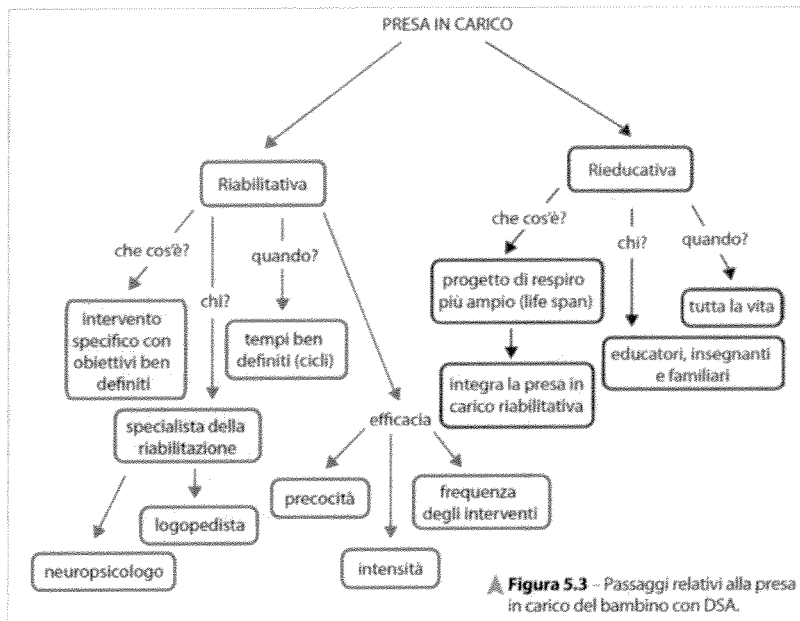 PRESA IN CARICO
Riabilitativa
che cos'è?
intervento
specifico con
obiettivi ben
definiti
chi?
specialista della
riabilitazione
neuropsicologo
logopedista
quando?
tempi ben
definiti (cicli)
efficacia
precocità
intensità
frequenza
degli interventi
Rieducativa
che cos'è?
progetto di respiro
più ampio (life span)
integra la presa in
carico riabilitativa
chi?
educatori, insegnanti
e familiari
quando?
tutta la vita
Figura 5.3 – Passaggi relativi alla presa
in carico del bambino con DSA.